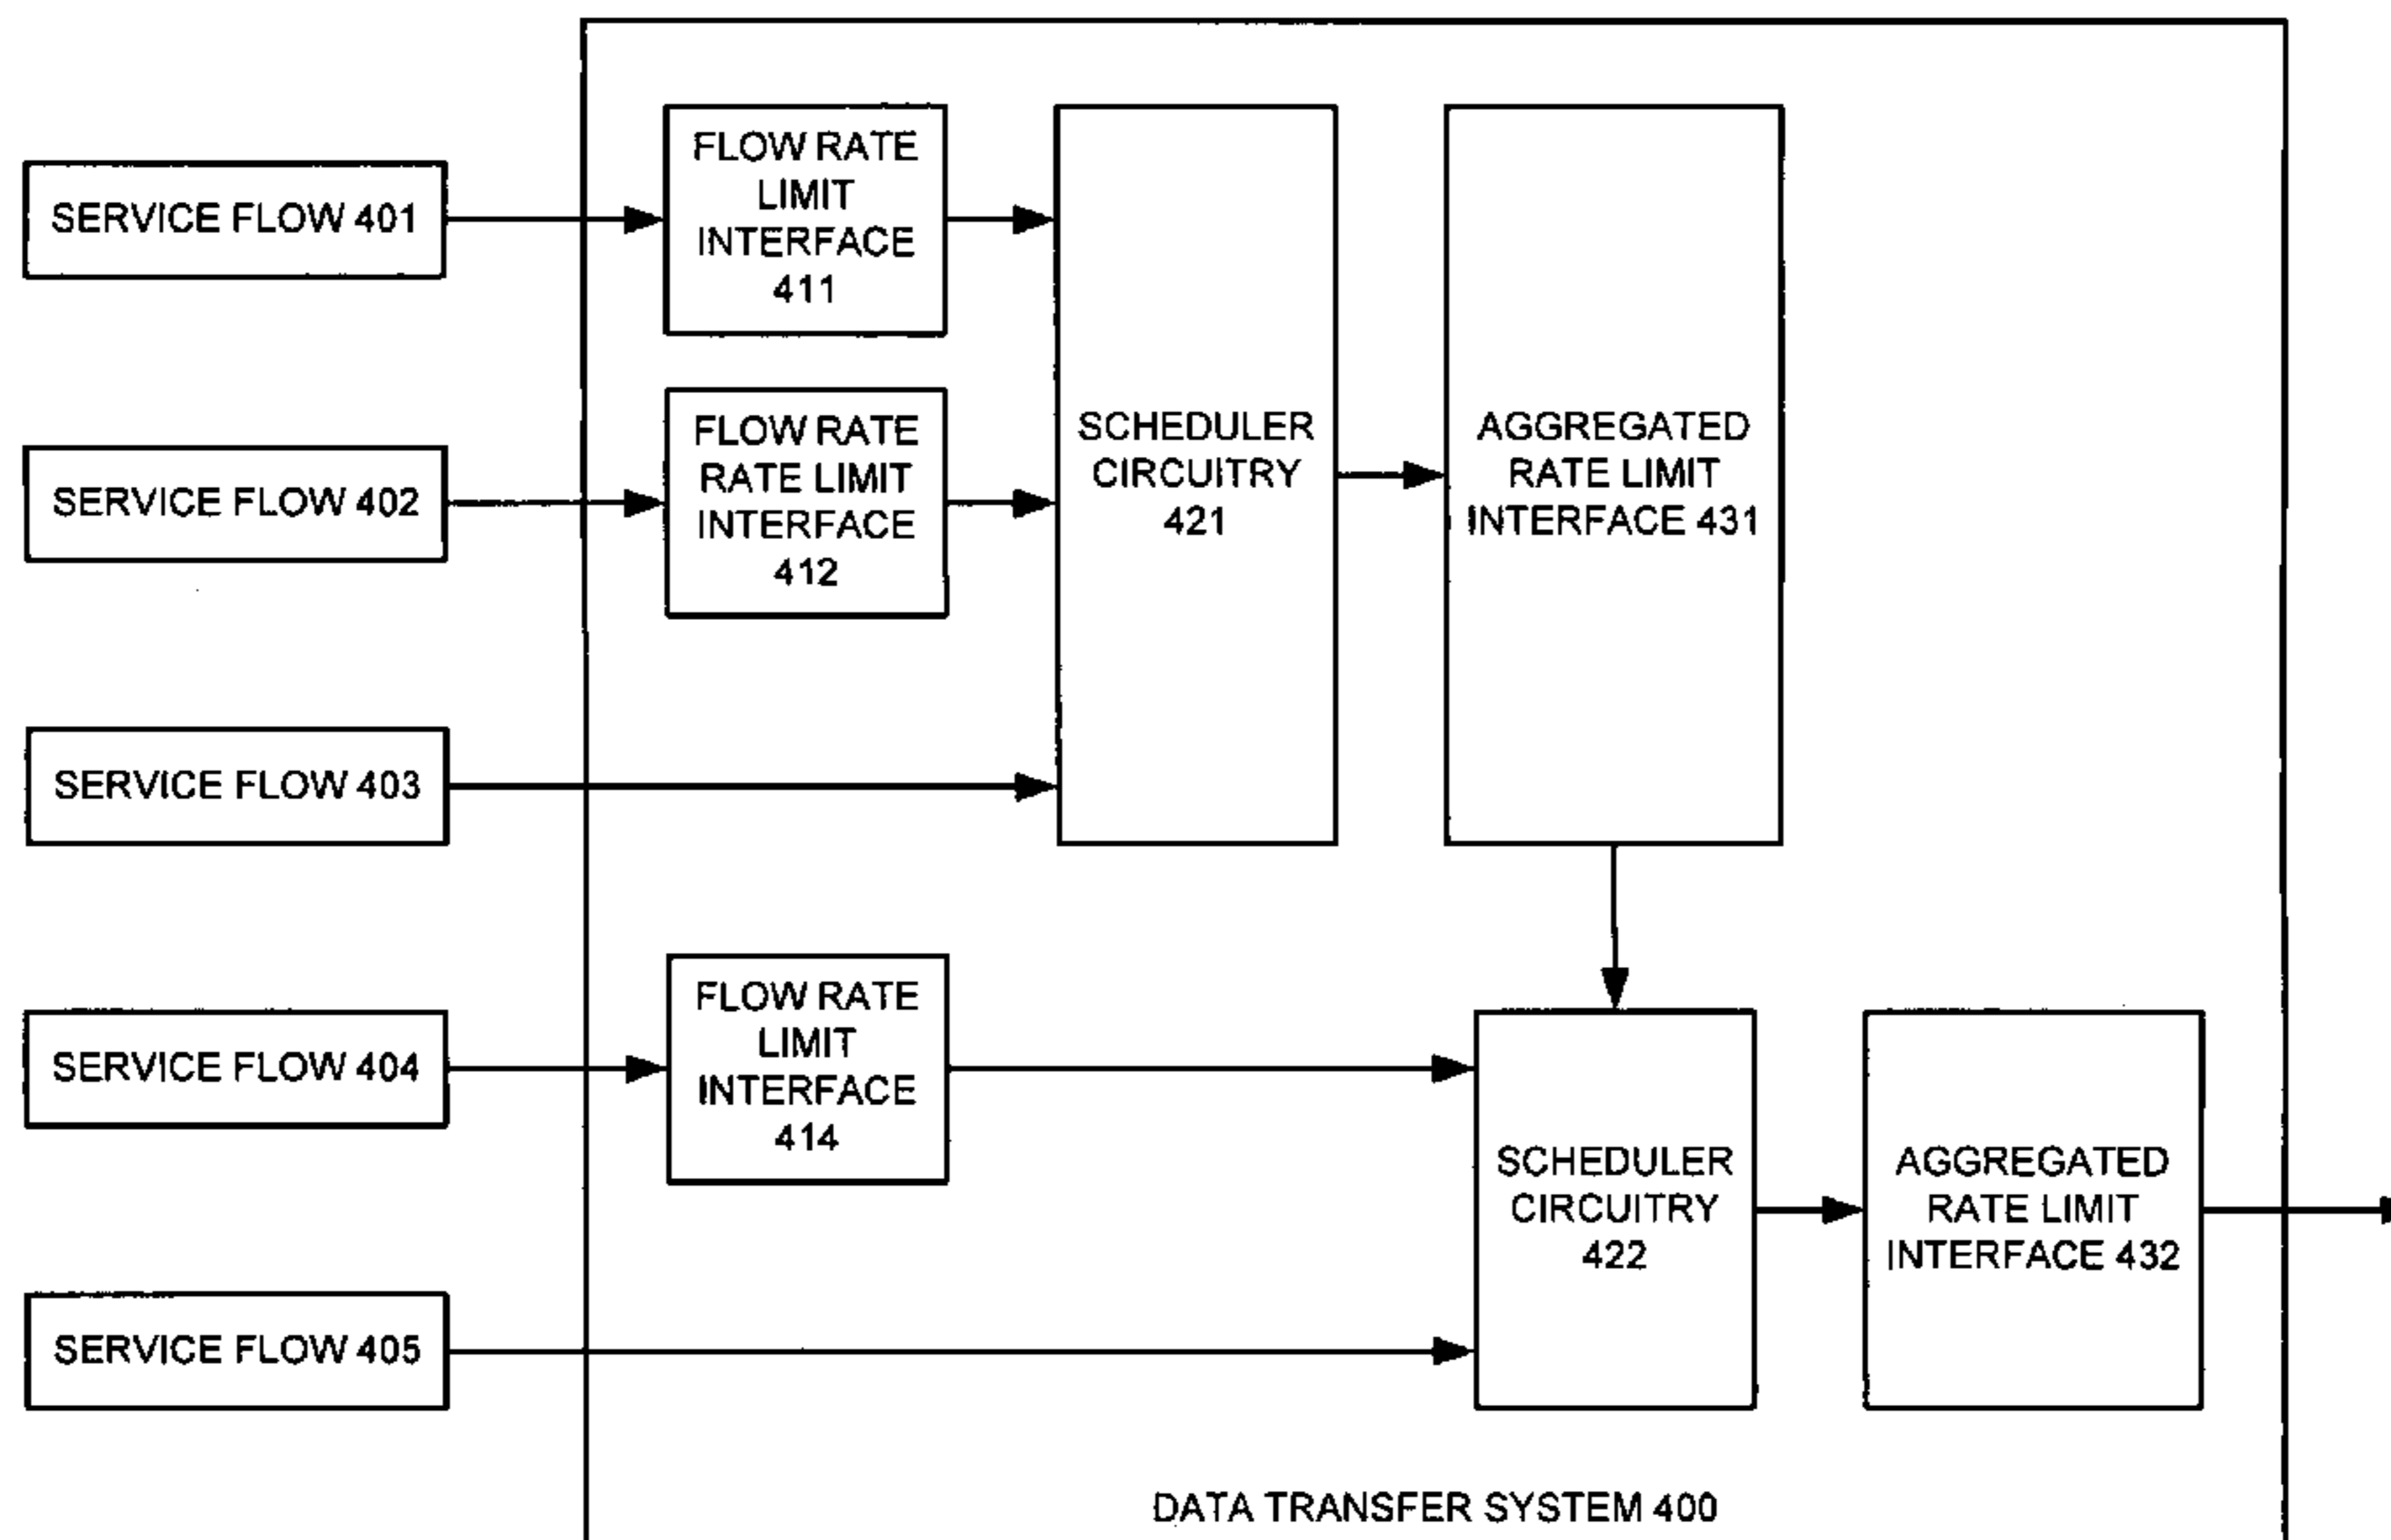 SERVICE FLOW 401
FLOW RATE
LIMIT
INTERFACE
411
SERVICE FLOW 402
FLOW RATE
RATE LIMIT
INTERFACE
412
SCHEDULER
CIRCUITRY
421
AGGREGATED
RATE LIMIT
INTERFACE 431
SERVICE FLOW 403
SERVICE FLOW 404
FLOW RATE
LIMIT
INTERFACE
414
SCHEDULER
CIRCUITRY
422
AGGREGATED
RATE LIMIT
INTERFACE 432
SERVICE FLOW 405
DATA TRANSFER SYSTEM 400